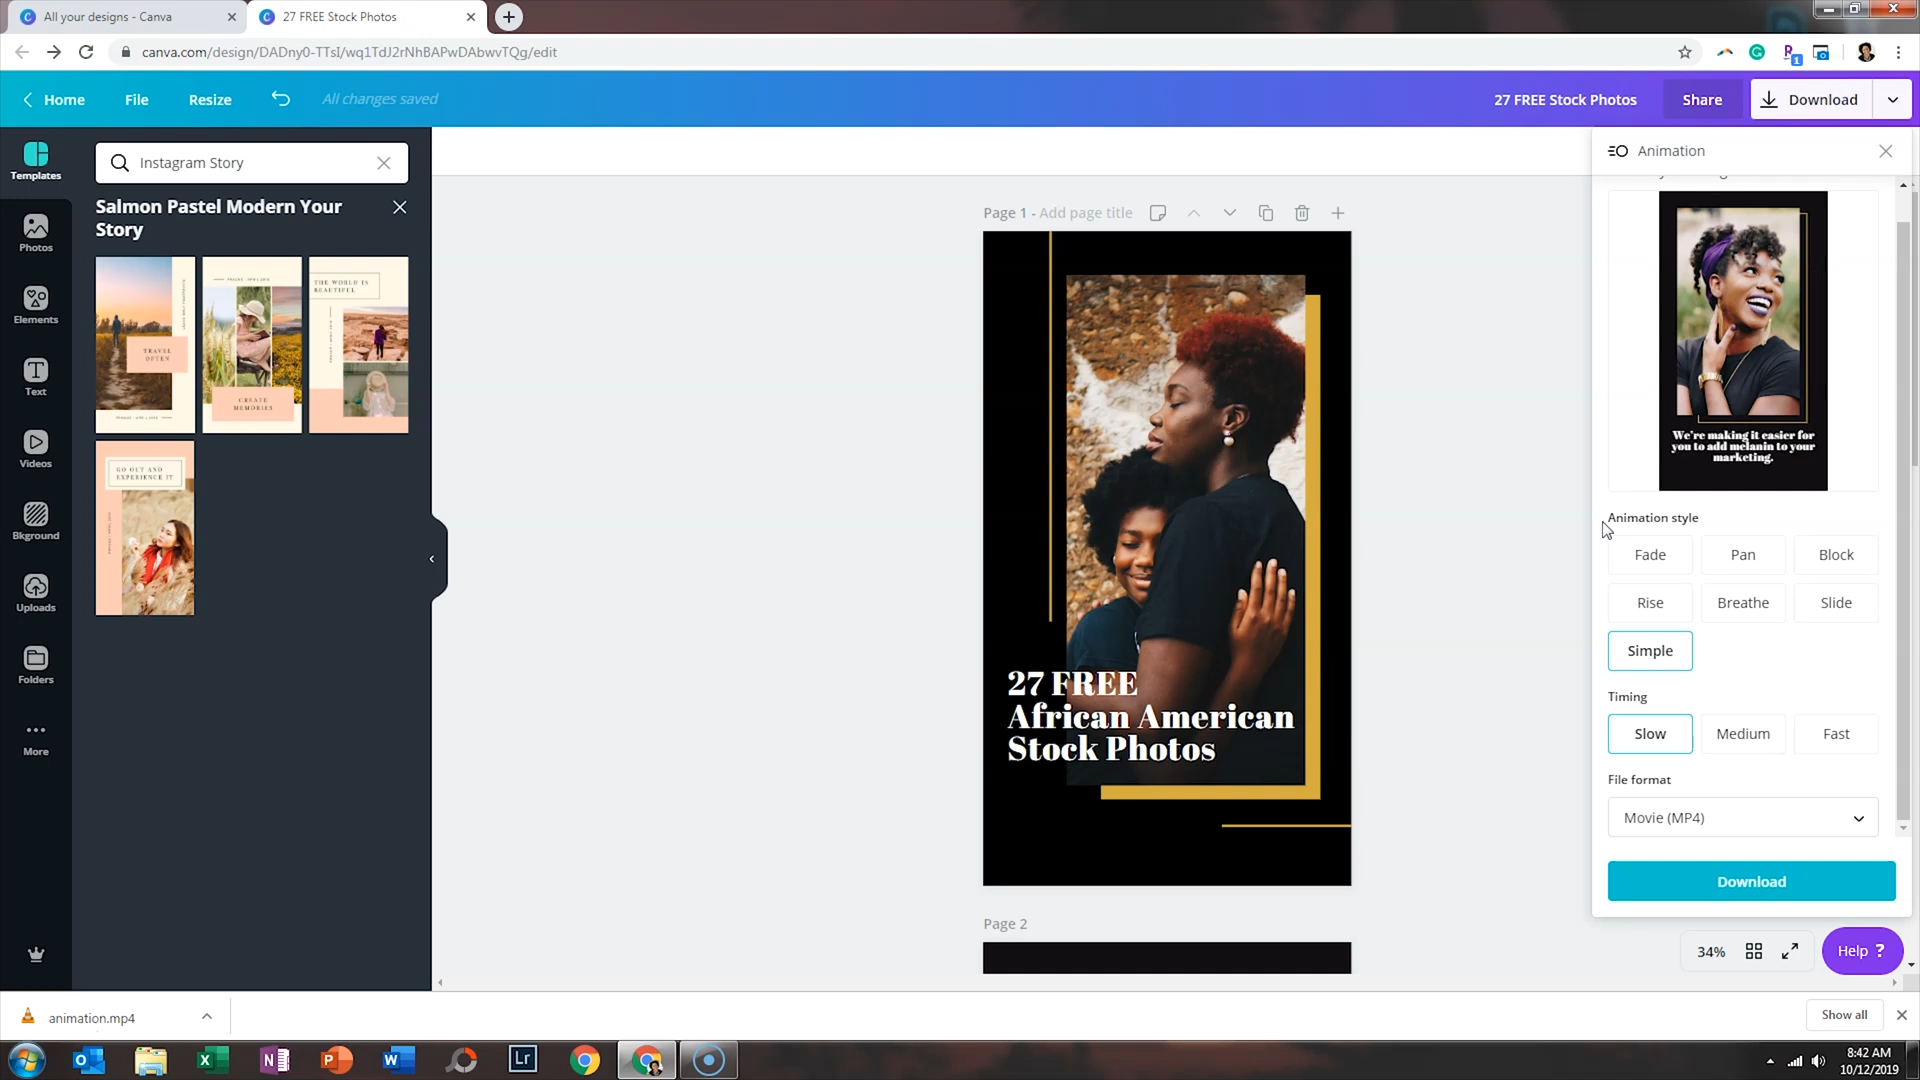 All your designs - Canva
27 FREE Stock Photos
canva.com/design/DADny0-TTsI/wq1TdJ2rNhBAPwDAbwvTQg/edit
Home
File
Resize
All changes saved
27 FREE Stock Photos
Share
Download
Templates
Photos
Elements
Text
Videos
Bkground
Uploads
Folders
More
Instagram Story
Salmon Pastel Modern Your
Story
TRAVEL
OFTEN
CREATE
MEMORIES
THE WORLD IS
BEAUTIFUL
GO OUT AND
EXPERIENCE IT
Page 1 - Add page title
27 FREE
African American
Stock Photos
Page 2
Animation
We're making it easier for
you to add melanin to your
marketing.
Animation style
Fade
Pan
Block
Rise
Breathe
Slide
Simple
Timing
Slow
Medium
Fast
File format
Movie (MP4)
Download
34%
Help ?
animation.mp4
Show all
8:42 AM
10/12/2019